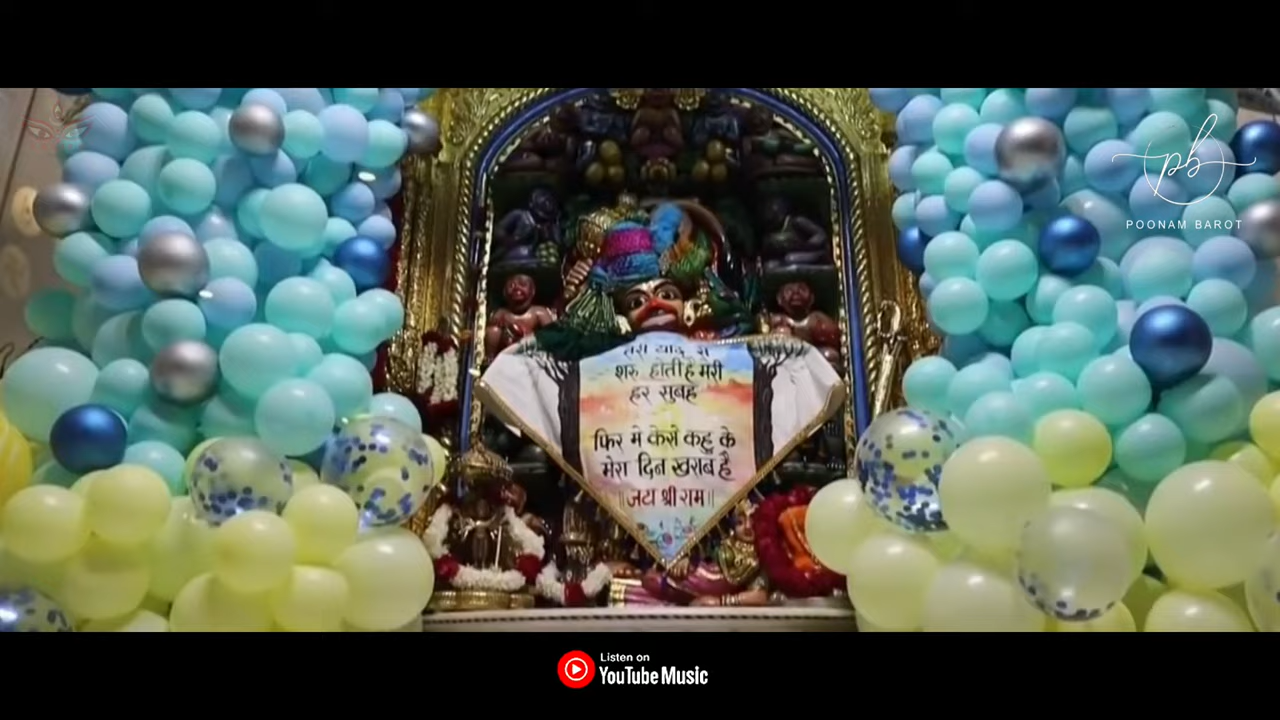 pb
POONAM BAROT
तेरी याद से
शुरु होती है मेरी
हर सुबह
फिर मे केसे कहु के
मेरा दिन खराब है
॥जय श्री राम॥
Listen on
YouTube Music